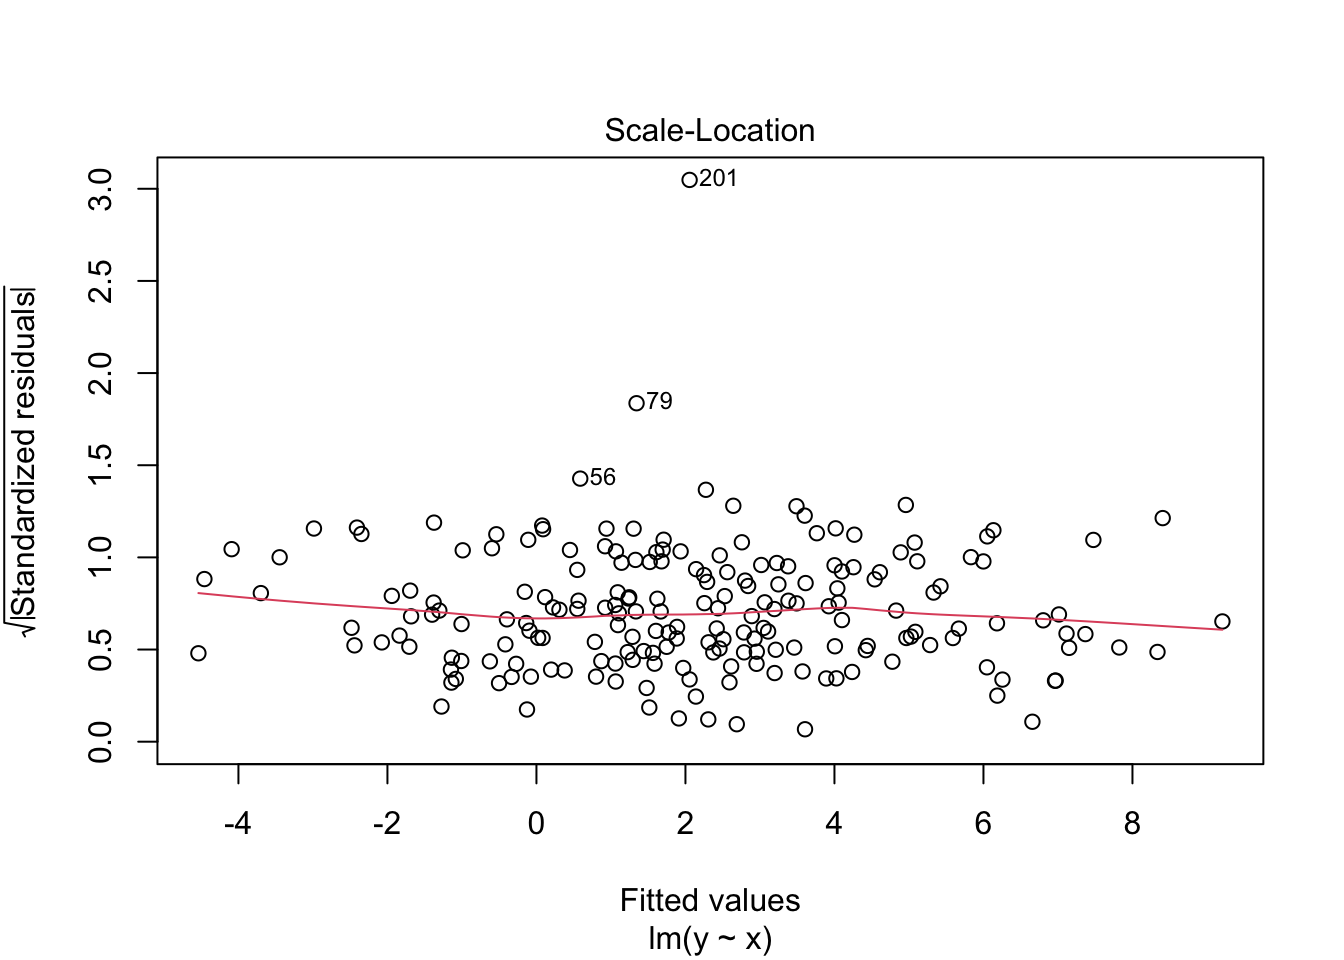 Scale-Location
√|Standardized residuals|
3.0
2.5
2.0
1.5
1.0
0.5
0.0
201
79
56
-4 -2 0 2 4 6 8
Fitted values
lm(y ~ x)